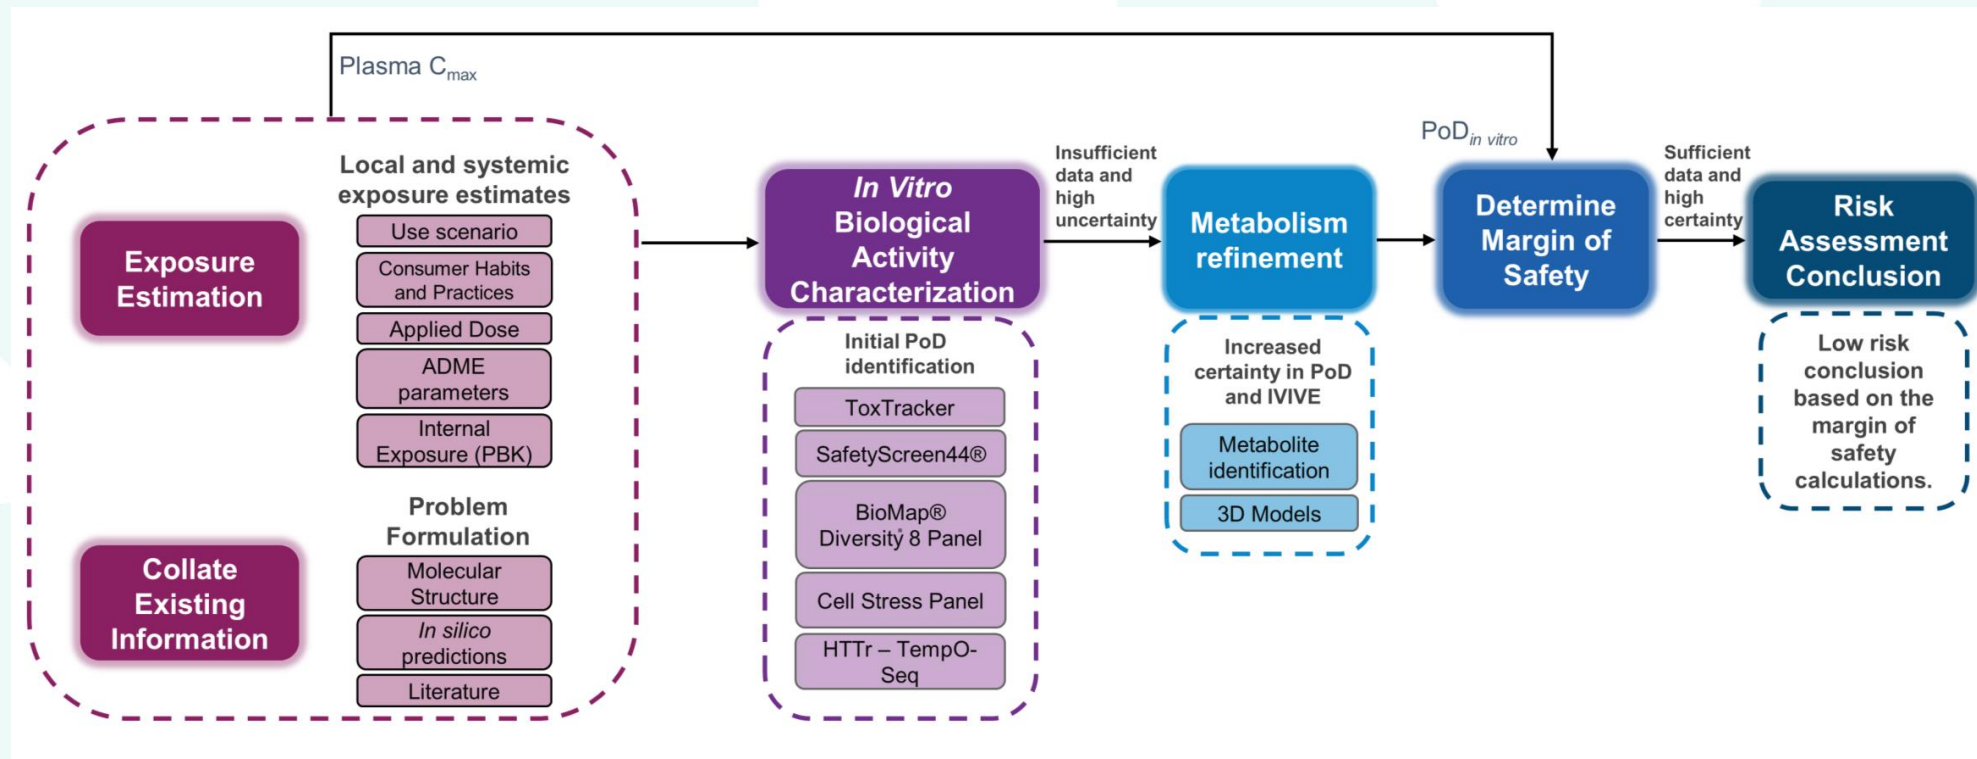 Plasma Cmax
Local and systemic
exposure estimates
Exposure
Estimation
Use scenario
Consumer Habits
and Practices
Applied Dose
ADME
parameters
Internal
Exposure (PBK)
Problem
Formulation
Collate
Existing
Information
Molecular
Structure
In silico
predictions
Literature
In Vitro
Biological
Activity
Characterization
Initial PoD
identification
ToxTracker
SafetyScreen44®
BioMap®
Diversity 8 Panel
Cell Stress Panel
HTTr – TempO-
Seq
Insufficient
data and
high
uncertainty
Metabolism
refinement
Increased
certainty in PoD
and IVIVE
Metabolite
identification
3D Models
PoDin vitro
Determine
Margin of
Safety
Sufficient
data and
high
certainty
Risk
Assessment
Conclusion
Low risk
conclusion
based on the
margin of
safety
calculations.